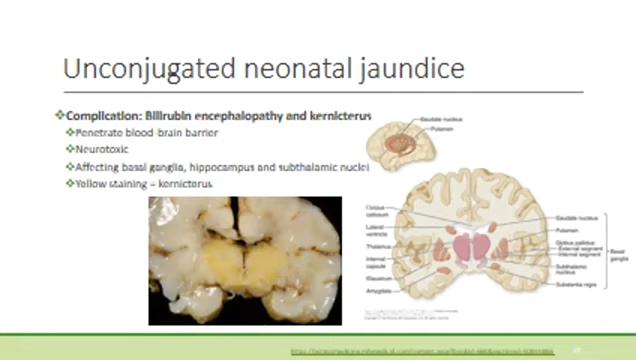 Unconjugated neonatal jaundice
Complication: Bilirubin encephalopathy and kernicterus
Penetrate blood-brain barrier
Neurotoxic
Affecting basal ganglia, hippocampus and subthalamic nuclei
Yellow staining – kernicterus
Caudate nucleus
Putamen
Corpus
callosum
Lateral
ventricle
Thalamus
Internal
capsule
Claustrum
Amygdala
Caudate nucleus
Putamen
Globus pallidus
External segment
Internal segment
Subthalamic
nucleus
Substantia nigra
Basal
ganglia